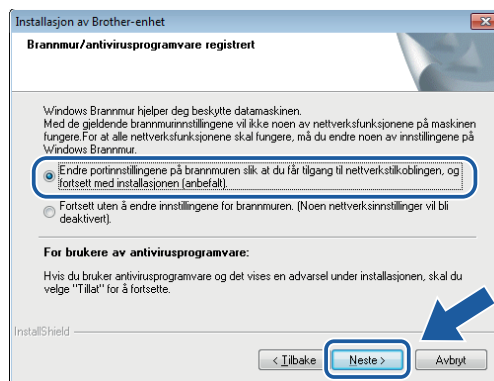 Installasjon av Brother-enhet
Brannmur/antivirusprogramvare registrert
Windows Brannmur hjelper deg beskytte datamaskinen.
Med de gjeldende brannmurinnstillingene vil ikke noen av nettverksfunksjonene på maskinen
fungere.For at alle nettverksfunksjonene skal fungere, må du endre noen av innstillingene på
Windows Brannmur.
Endre portinnstillingene på brannmuren slik at du får tilgang til nettverkstilkoblingen, og
fortsett med installasjonen (anbefalt).
Fortsett uten å endre innstillingene for brannmuren. (Noen nettverksinnstillinger vil bli
deaktivert).
For brukere av antivirusprogramvare:
Hvis du bruker antivirusprogramvare og det vises en advarsel under installasjonen, skal du
velge "Tillat" for å fortsette.
InstallShield
< Tilbake
Neste >
Avbryt